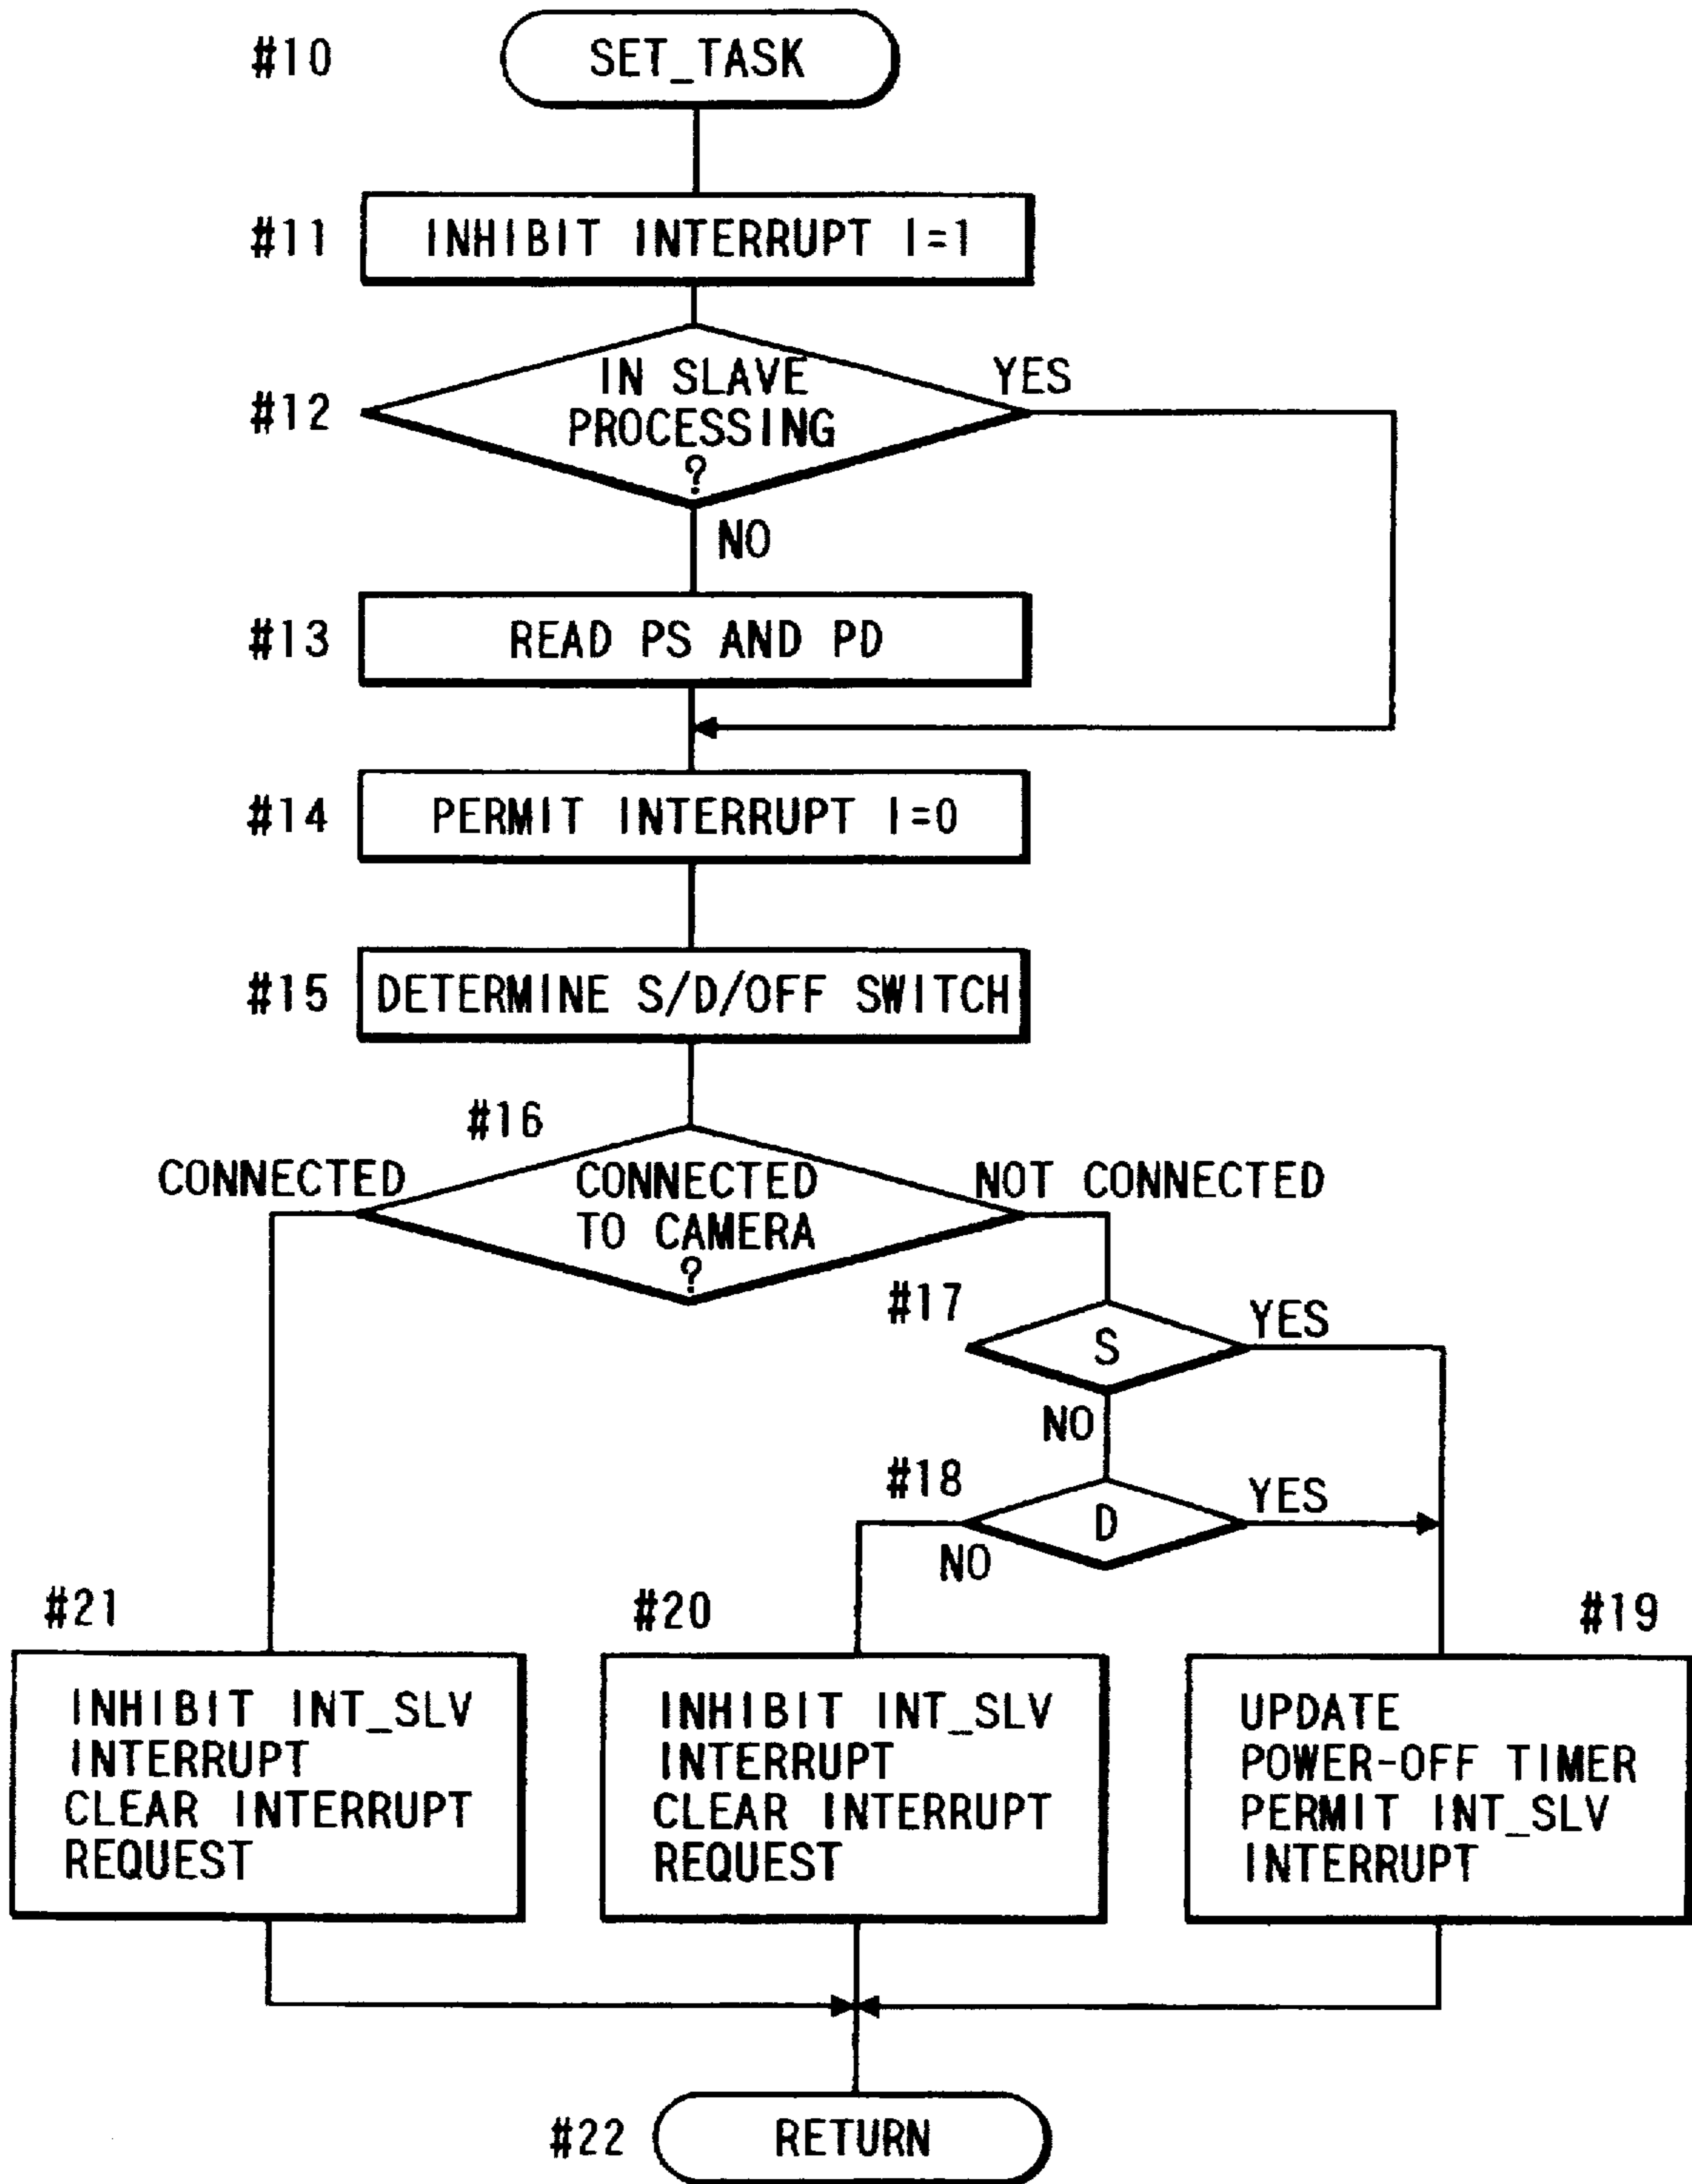 #10
SET_TASK
#11
INHIBIT INTERRUPT I=1
#12
IN SLAVE
PROCESSING
?
YES
NO
#13
READ PS AND PD
#14
PERMIT INTERRUPT I=0
#15
DETERMINE S/D/OFF SWITCH
#16
CONNECTED
CONNECTED
TO CAMERA
?
NOT CONNECTED
#17
S
YES
NO
#18
D
YES
NO
#21
INHIBIT INT_SLV
INTERRUPT
CLEAR INTERRUPT
REQUEST
#20
INHIBIT INT_SLV
INTERRUPT
CLEAR INTERRUPT
REQUEST
#19
UPDATE
POWER-OFF TIMER
PERMIT INT_SLV
INTERRUPT
#22
RETURN